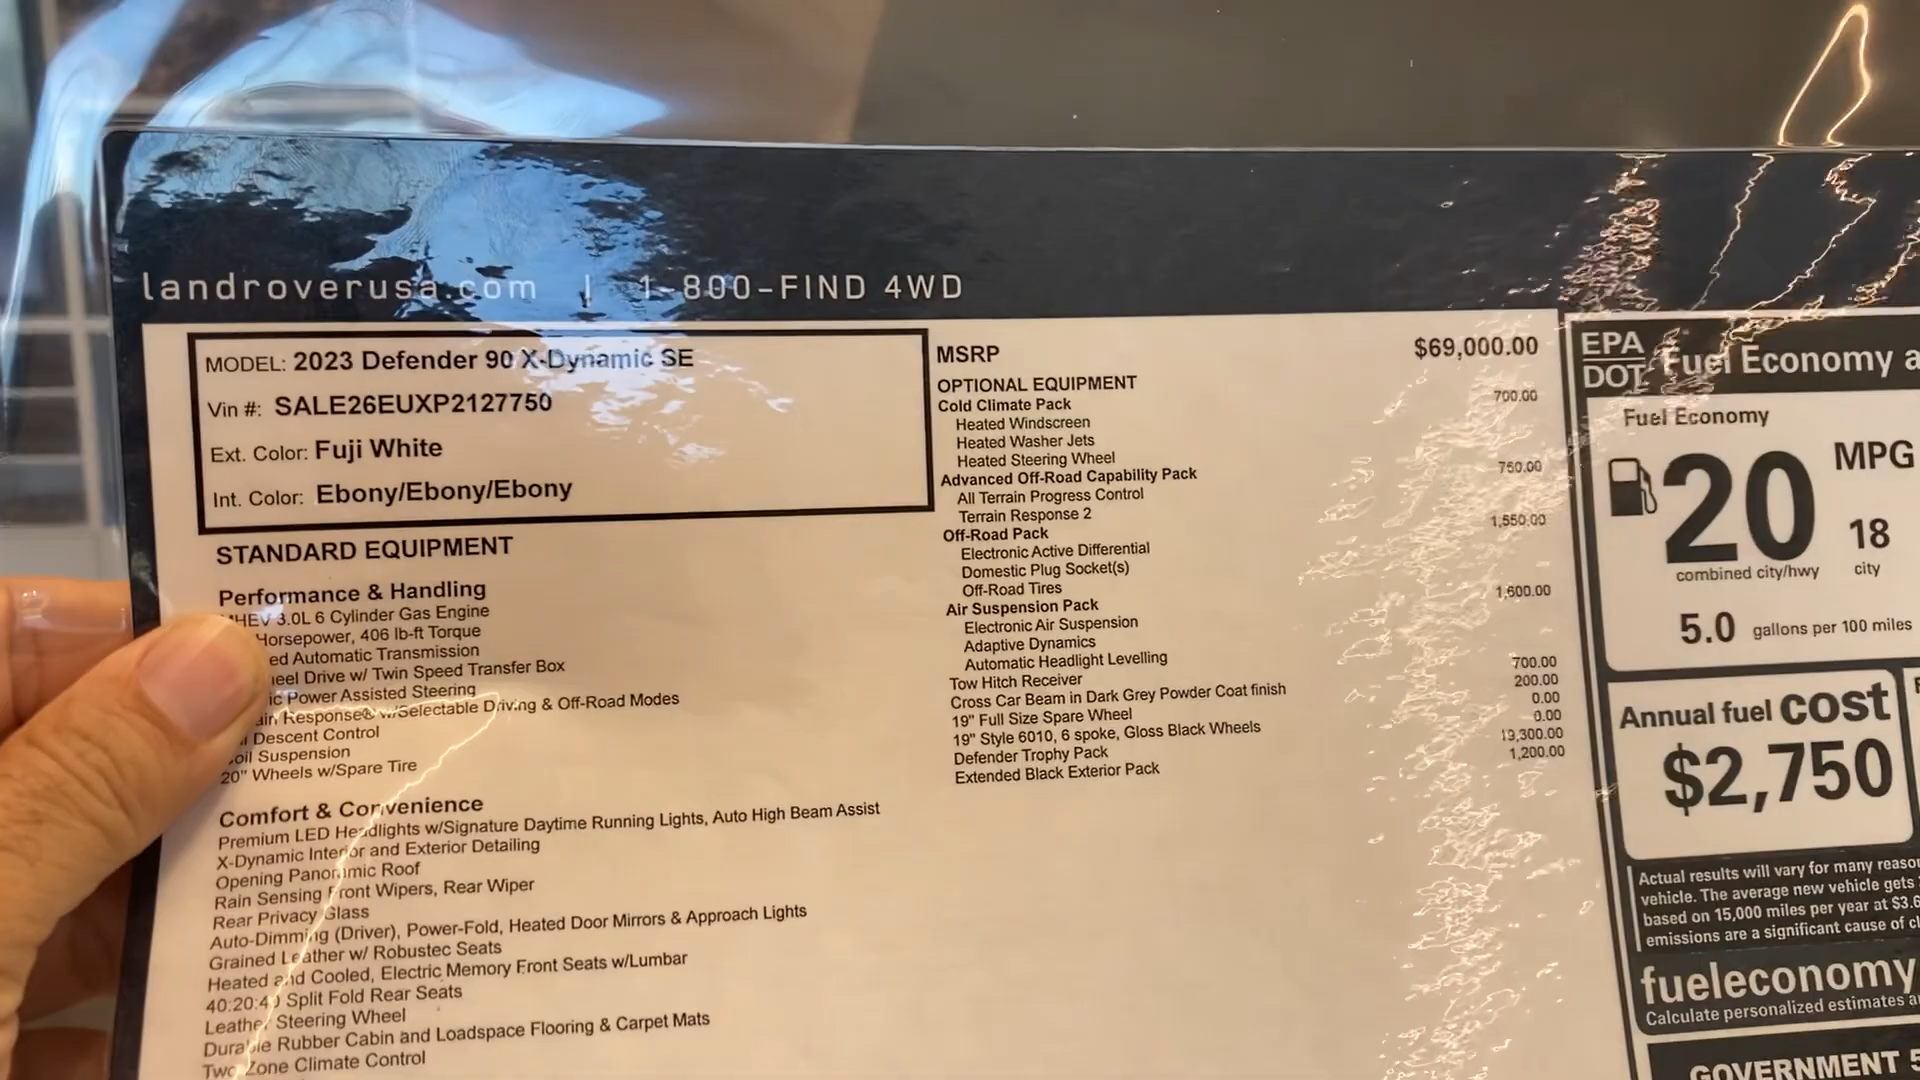 landroverusa.com | 1-800-FIND 4WD
MODEL: 2023 Defender 90 X-Dynamic SE
Vin #: SALE26EUXP2127750
Ext. Color: Fuji White
Int. Color: Ebony/Ebony/Ebony
STANDARD EQUIPMENT
Performance & Handling
MHEV 3.0L 6 Cylinder Gas Engine
Horsepower, 406 lb-ft Torque
Automatic Transmission
Drive w/ Twin Speed Transfer Box
Power Assisted Steering
Response® w/Selectable Driving & Off-Road Modes
Descent Control
Coil Suspension
20" Wheels w/Spare Tire
Comfort & Convenience
Premium LED Headlights w/Signature Daytime Running Lights, Auto High Beam Assist
X-Dynamic Interior and Exterior Detailing
Opening Panoramic Roof
Rain Sensing Front Wipers, Rear Wiper
Rear Privacy Glass
Auto-Dimming (Driver), Power-Fold, Heated Door Mirrors & Approach Lights
Grained Leather w/ Robustec Seats
Heated and Cooled, Electric Memory Front Seats w/Lumbar
40:20:40 Split Fold Rear Seats
Leather Steering Wheel
Durable Rubber Cabin and Loadspace Flooring & Carpet Mats
Two Zone Climate Control
MSRP $69,000.00
OPTIONAL EQUIPMENT
Cold Climate Pack 700.00
Heated Windscreen
Heated Washer Jets
Heated Steering Wheel
Advanced Off-Road Capability Pack 750.00
All Terrain Progress Control
Terrain Response 2
Off-Road Pack 1,550.00
Electronic Active Differential
Domestic Plug Socket(s)
Off-Road Tires
Air Suspension Pack 1,600.00
Electronic Air Suspension
Adaptive Dynamics
Automatic Headlight Levelling
Tow Hitch Receiver 700.00
Cross Car Beam in Dark Grey Powder Coat finish 200.00
19" Full Size Spare Wheel 0.00
19" Style 6010, 6 spoke, Gloss Black Wheels 0.00
Defender Trophy Pack 13,300.00
Extended Black Exterior Pack 1,200.00
EPA
DOT Fuel Economy a
Fuel Economy
20 MPG
combined city/hwy
18
city
5.0 gallons per 100 miles
Annual fuel cost
$2,750
Actual results will vary for many reaso
vehicle. The average new vehicle gets
based on 15,000 miles per year at $3.6
emissions are a significant cause of cl
fueleconomy
Calculate personalized estimates a
GOVERNMENT 5